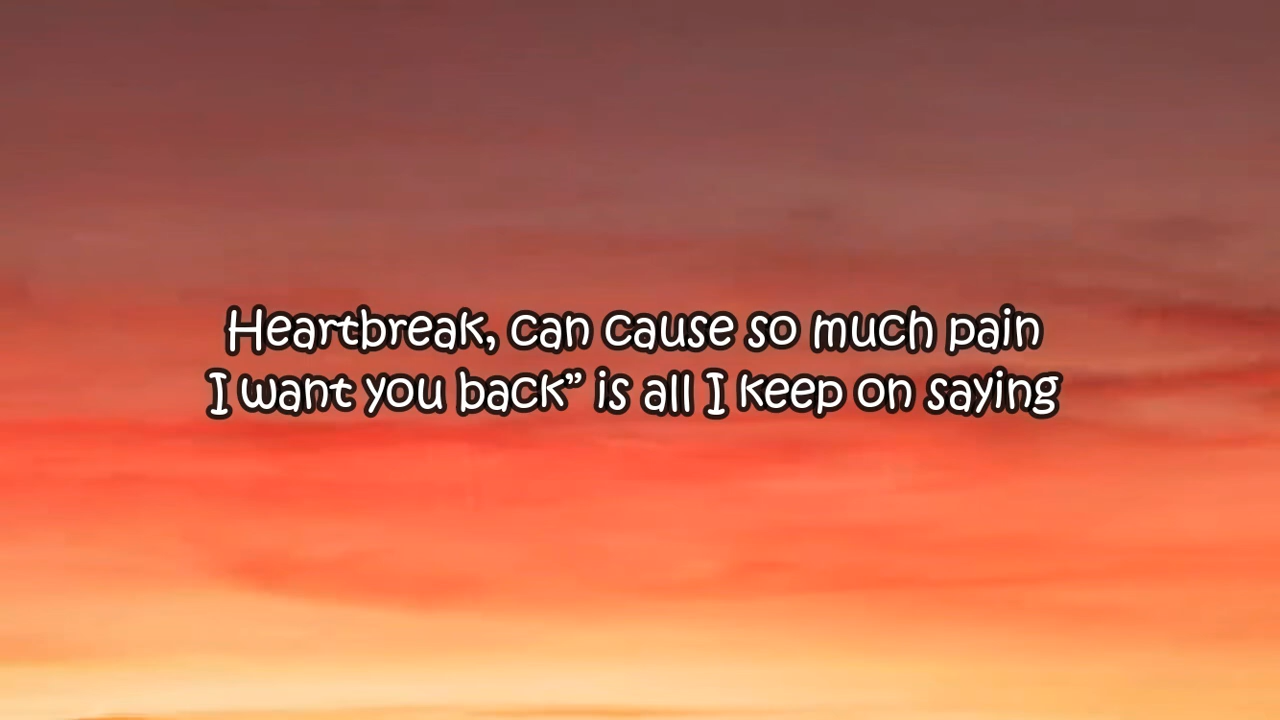 Heartbreak, can cause so much pain
I want you back” is all I keep on saying